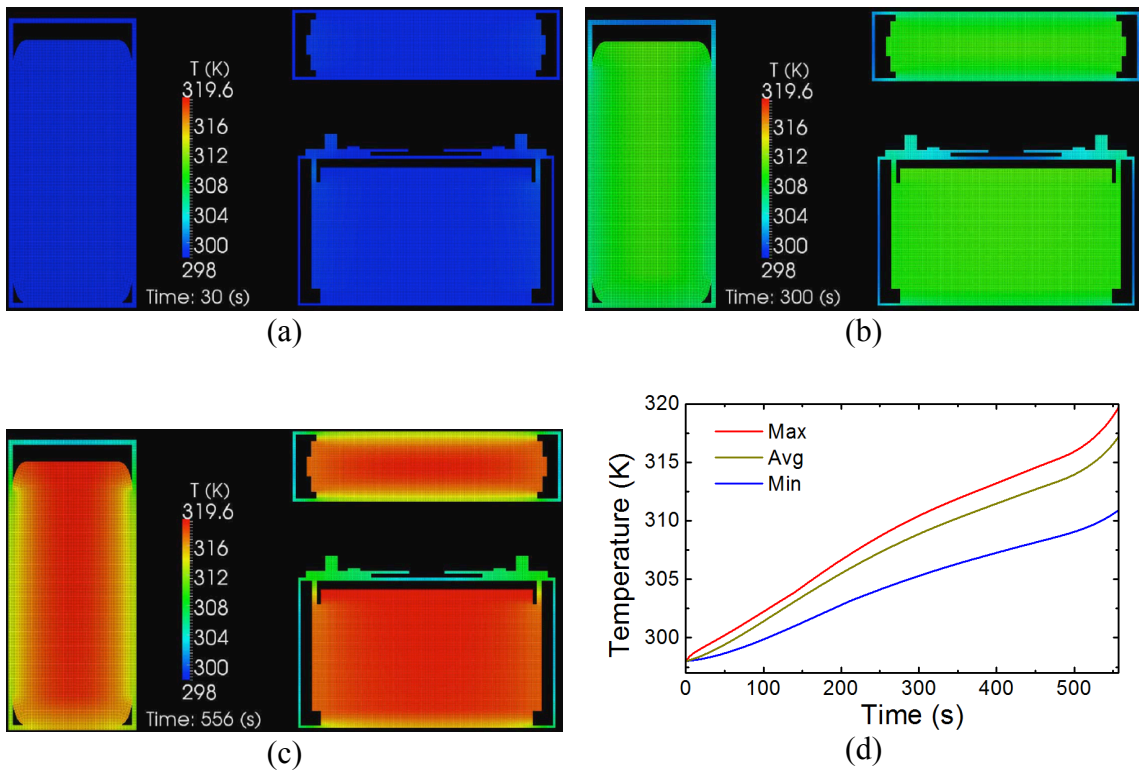 T (K)
319.6
316
312
308
304
300
298
Time: 30 (s)
(a)
T (K)
319.6
316
312
308
304
300
298
Time: 300 (s)
(b)
T (K)
319.6
316
312
308
304
300
298
Time: 556 (s)
(c)
320
315
310
305
300
Temperature (K)
Max
Avg
Min
0
100
200
300
400
500
Time (s)
(d)